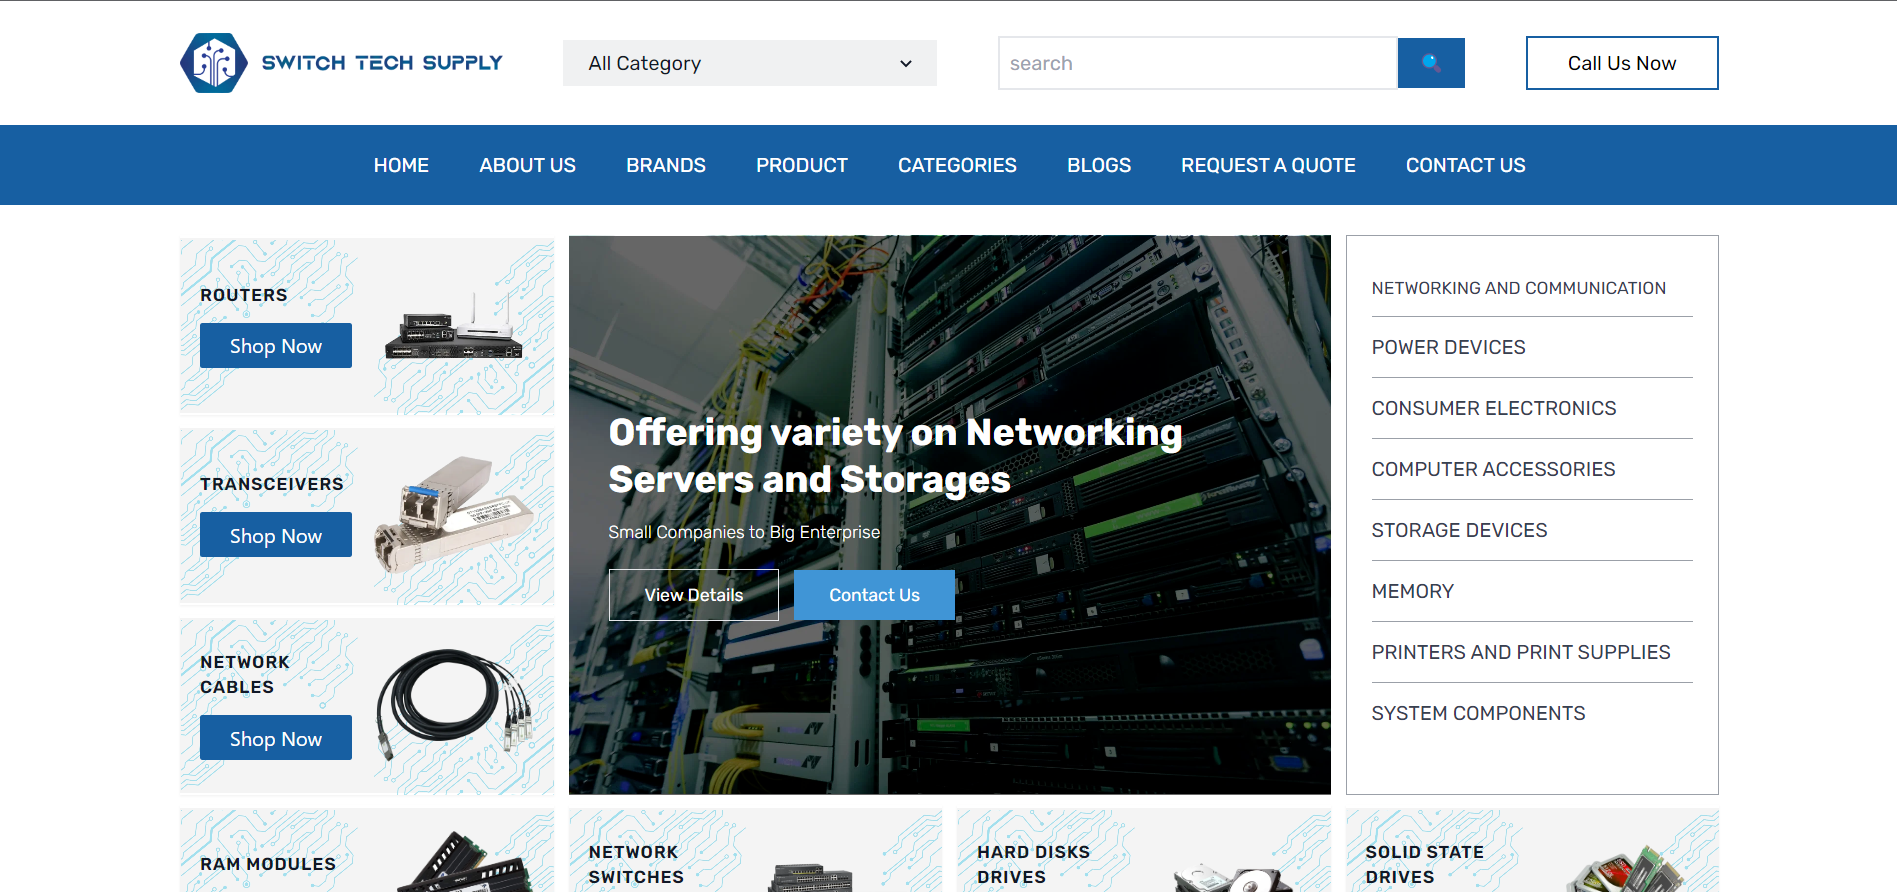 SWITCH TECH SUPPLY
All Category
search
Call Us Now
HOME
ABOUT US
BRANDS
PRODUCT
CATEGORIES
BLOGS
REQUEST A QUOTE
CONTACT US
ROUTERS
Shop Now
TRANSCEIVERS
Shop Now
NETWORK
CABLES
Shop Now
Offering variety on Networking
Servers and Storages
Small Companies to Big Enterprise
View Details
Contact Us
NETWORKING AND COMMUNICATION
POWER DEVICES
CONSUMER ELECTRONICS
COMPUTER ACCESSORIES
STORAGE DEVICES
MEMORY
PRINTERS AND PRINT SUPPLIES
SYSTEM COMPONENTS
RAM MODULES
NETWORK
SWITCHES
HARD DISKS
DRIVES
SOLID STATE
DRIVES